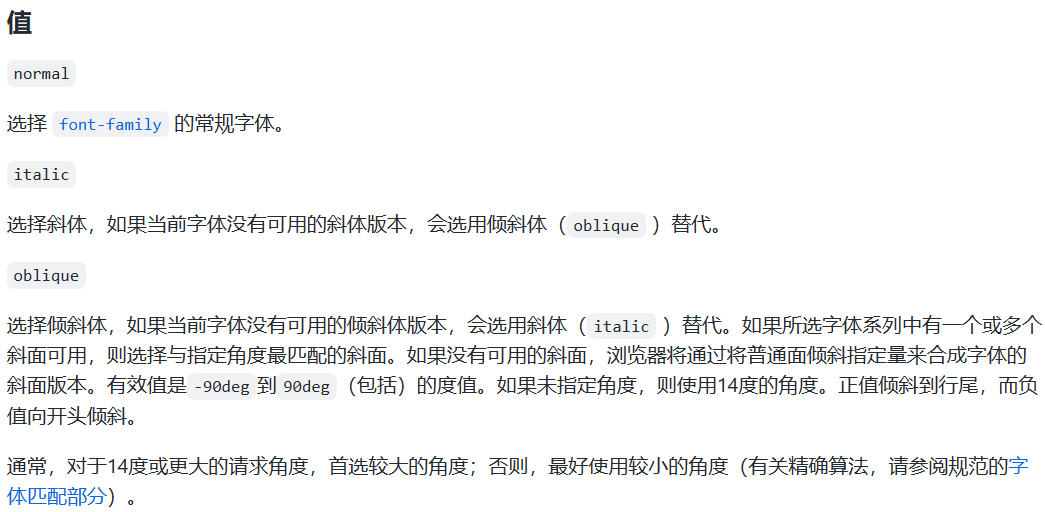 值
normal
选择 font-family 的常规字体。
italic
选择斜体，如果当前字体没有可用的斜体版本，会选用倾斜体（oblique ）替代。
oblique
选择倾斜体，如果当前字体没有可用的倾斜体版本，会选用斜体（italic ）替代。如果所选字体系列中有一个或多个
斜面可用，则选择与指定角度最匹配的斜面。如果没有可用的斜面，浏览器将通过将普通面倾斜指定量来合成字体的
斜面版本。有效值是 -90deg 到 90deg（包括）的度值。如果未指定角度，则使用14度的角度。正值倾斜到行尾，而负
值向开头倾斜。
通常，对于14度或更大的请求角度，首选较大的角度；否则，最好使用较小的角度（有关精确算法，请参阅规范的字
体匹配部分）。